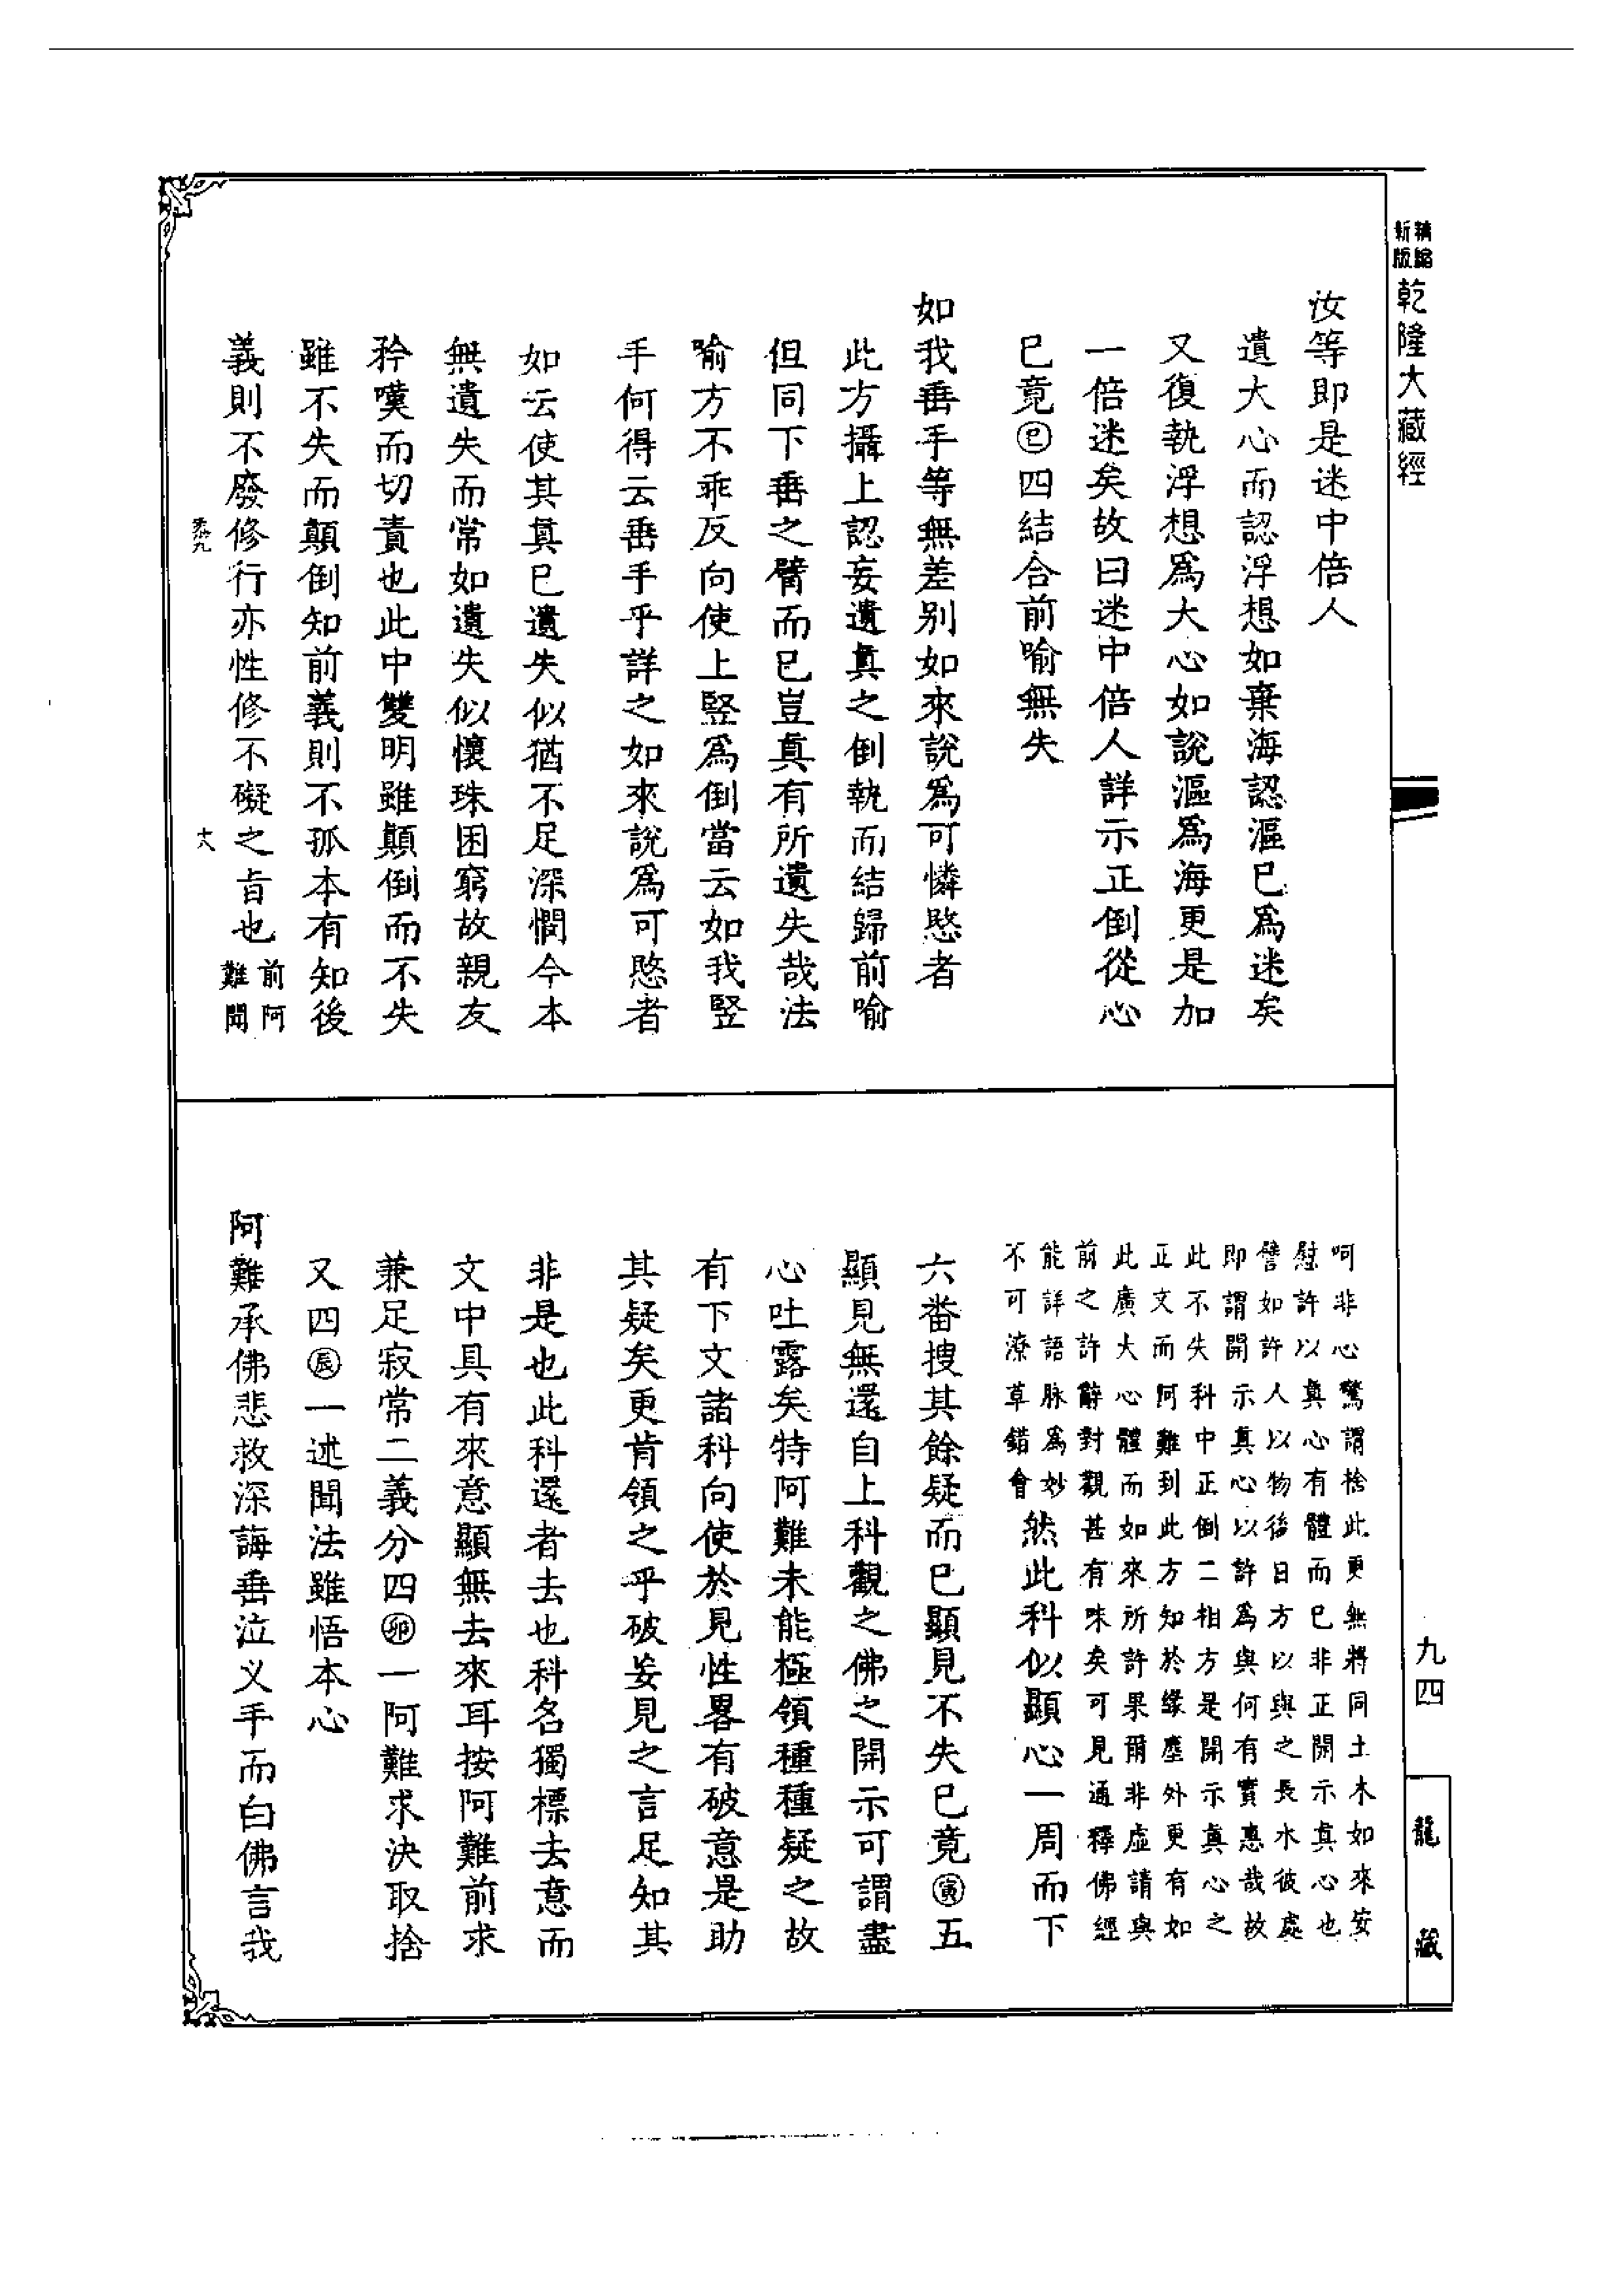 精縮新版
乾隆大藏經
九四
龍藏
汝等即是迷中倍人
遺大心而認浮想如棄海認漚巳爲迷矣
又復執浮想爲大心如說漚爲海更是加
一倍迷矣故曰迷中倍人詳示正倒從心
巳竟㊁四結合前喻無失
如我垂手等無差别如來說爲可憐愍者
此方攝上認妄遺真之倒執而結歸前喻
但同下垂之臂而巳豈真有所遺失哉法
喻方不乖反向使上竪爲倒當云如我竪
手何得云垂手乎詳之如來說爲可愍者
如云使其真巳遺失似猶不足深憫今本
無遺失而常如遺失似懷珠困窮故親友
矜嘆而切責也此中雙明雖顛倒而不失
雖不失而顛倒知前義則不孤本有知後
義則不廢修行亦性修不礙之旨也前阿
難聞
大
呵非心驚謂捨此更無將同土木如來安
慰許以真心有體而巳非正開示真心也
譬如許人以物後日方以與之長水彼處
即謂開示真心以許爲與何有實惠哉故
此不失科中正倒二相方是開示真心之
正文而阿難到此方知於緣塵外更有如
此廣大心體而如來所許果爾非虛請與
前之許辭對觀甚有味矣可見通釋佛經
能詳語脉爲妙
不可潦草錯會
然此科似顯心一周而下
六番搜其餘疑而巳顯見不失巳竟(寅)五
顯見無還自上科觀之佛之開示可謂盡
心吐露矣特阿難未能極領種種疑之故
有下文諸科向使於見性畧有破意是助
其疑矣更肯領之乎破妄見之言足知其
非是也此科還者去也科名獨標去意而
文中具有來意顯無去來耳按阿難前求
兼足寂常二義分四(卯)一阿難求決取捨
又四(辰)一述聞法雖悟本心
阿難承佛悲救深誨垂泣义手而白佛言我